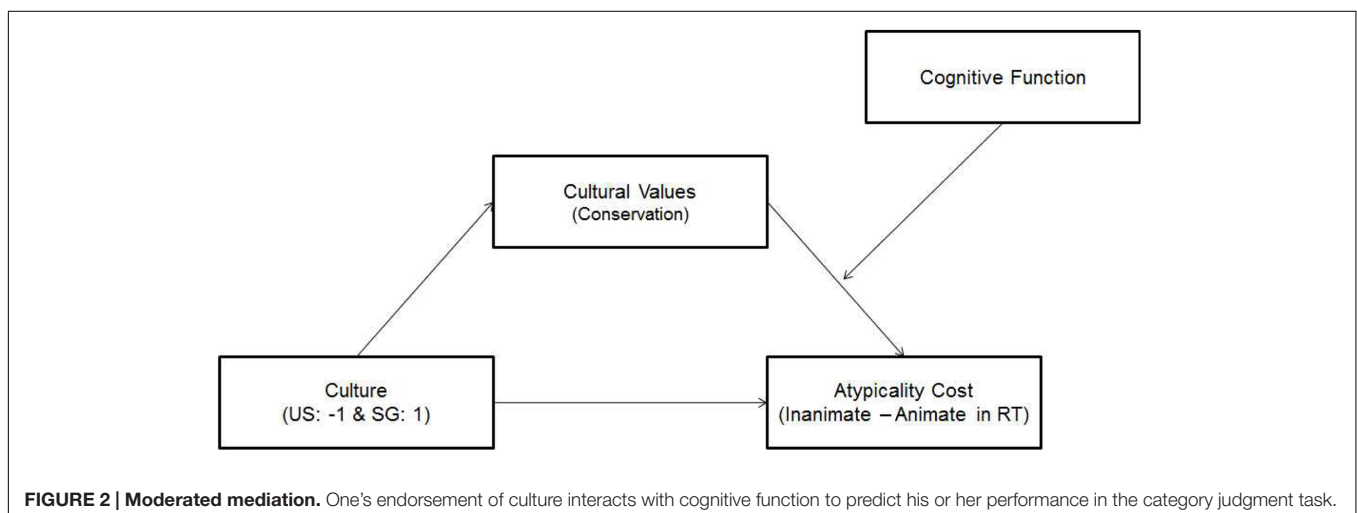 Cognitive Function
Cultural Values
(Conservation)
Culture
(US: -1 & SG: 1)
Atypicality Cost
(Inanimate – Animate in RT)
FIGURE 2 | Moderated mediation. One’s endorsement of culture interacts with cognitive function to predict his or her performance in the category judgment task.